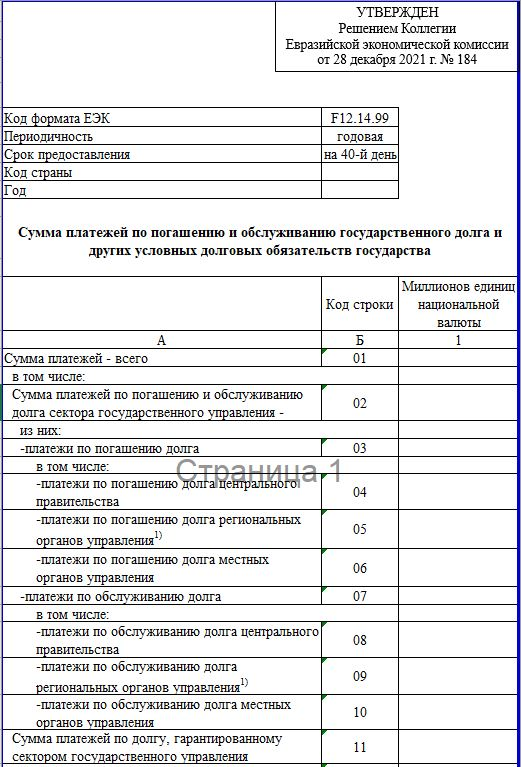 УТВЕРЖДЕН
Решением Коллегии
Евразийской экономической комиссии
от 28 декабря 2021 г. № 184
Код формата ЕЭК F12.14.99
Периодичность годовая
Срок предоставления на 40-й день
Код страны
Год
Сумма платежей по погашению и обслуживанию государственного долга и
других условных долговых обязательств государства
Код строки
Миллионов единиц
национальной
валюты
А Б 1
Сумма платежей - всего 01
в том числе:
Сумма платежей по погашению и обслуживанию
долга сектора государственного управления - 02
из них:
-платежи по погашению долга 03
в том числе:
Страница 1
-платежи по погашению долга центрального
правительства 04
-платежи по погашению долга региональных
органов управления1) 05
-платежи по погашению долга местных
органов управления 06
-платежи по обслуживанию долга 07
в том числе:
-платежи по обслуживанию долга центрального
правительства 08
-платежи по обслуживанию долга
региональных органов управления1) 09
-платежи по обслуживанию долга местных
органов управления 10
Сумма платежей по долгу, гарантированному
сектором государственного управления 11